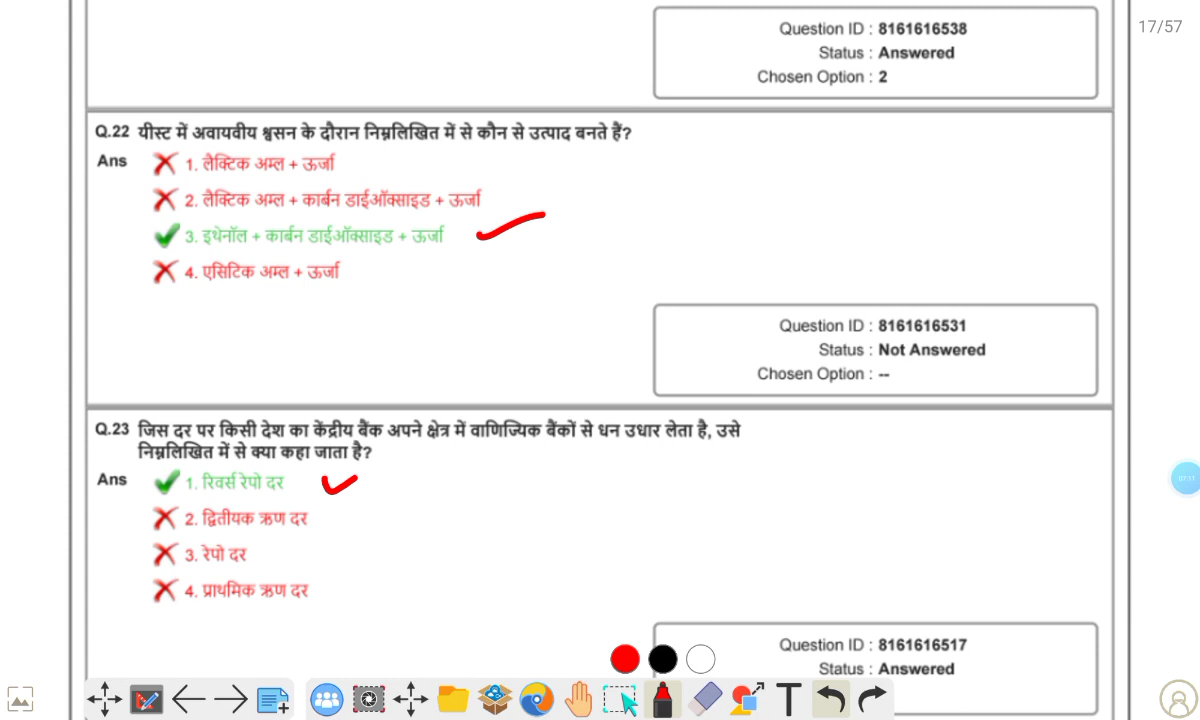 17/57
Question ID : 8161616538
Status : Answered
Chosen Option : 2
Q.22 यीस्ट में अवायवीय श्वसन के दौरान निम्नलिखित में से कौन से उत्पाद बनते हैं?
Ans 1. लैक्टिक अम्ल + ऊर्जा
2. लैक्टिक अम्ल + कार्बन डाईऑक्साइड + ऊर्जा
3. इथेनॉल + कार्बन डाईऑक्साइड + ऊर्जा
4. एसिटिक अम्ल + ऊर्जा
Question ID : 8161616531
Status : Not Answered
Chosen Option : --
Q.23 जिस दर पर किसी देश का केंद्रीय बैंक अपने क्षेत्र में वाणिज्यिक बैंकों से धन उधार लेता है, उसे
निम्नलिखित में से क्या कहा जाता है?
Ans 1. रिवर्स रेपो दर
2. द्वितीयक ऋण दर
3. रेपो दर
4. प्राथमिक ऋण दर
Question ID : 8161616517
Status : Answered